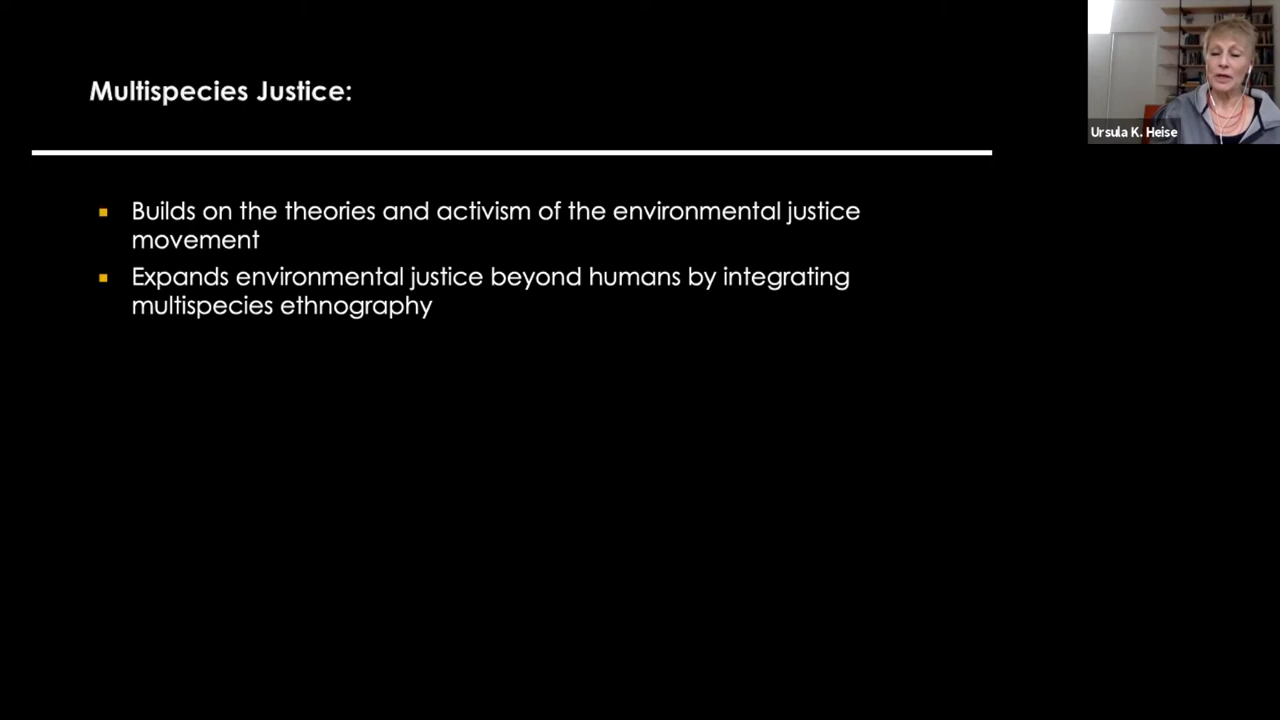 Multispecies Justice:
Ursula K. Heise
Builds on the theories and activism of the environmental justice
movement
Expands environmental justice beyond humans by integrating
multispecies ethnography